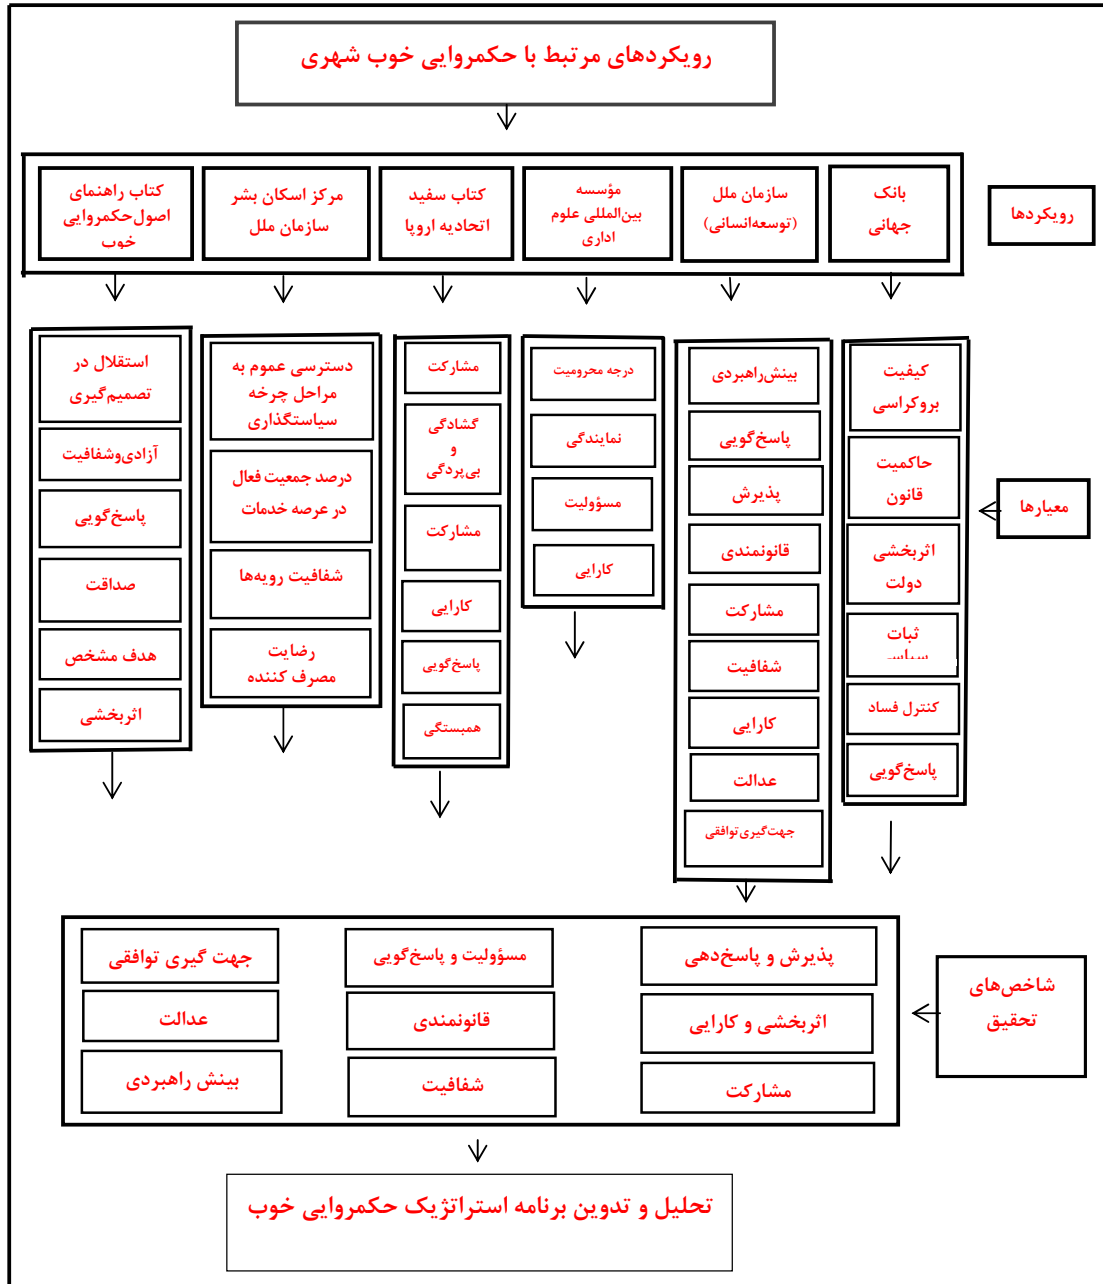 رویکردهای مرتبط با حکمروایی خوب شهری
رویکردها
بانک
جهانی
سازمان ملل
(توسعه‌انسانی)
مؤسسه
بین‌المللی علوم
اداری
کتاب سفید
اتحادیه اروپا
مرکز اسکان بشر
سازمان ملل
کتاب راهنمای
اصول‌حکمروایی
خوب
معیارها
کیفیت
بروکراسی
حاکمیت
قانون
اثربخشی
دولت
ثبات
کنترل فساد
پاسخ‌گویی
بینش‌راهبردی
پاسخ‌گویی
پذیرش
قانونمندی
مشارکت
شفافیت
کارایی
عدالت
جهت‌گیری‌توافقی
درجه محرومیت
نمایندگی
مسؤولیت
کارایی
مشارکت
گشادگی
و
بی‌پردگی
مشارکت
کارایی
پاسخ‌گویی
همبستگی
دسترسی عموم به
مراحل چرخه
سیاستگذاری
درصد جمعیت فعال
در عرصه خدمات
شفافیت رویه‌ها
رضایت
مصرف کننده
استقلال در
تصمیم‌گیری
آزادی‌وشفافیت
پاسخ‌گویی
صداقت
هدف مشخص
اثربخشی
شاخص‌های
تحقیق
پذیرش و پاسخ‌دهی
اثربخشی و کارایی
مشارکت
مسؤولیت و پاسخ‌گویی
قانونمندی
شفافیت
جهت گیری توافقی
عدالت
بینش راهبردی
تحلیل و تدوین برنامه استراتژیک حکمروایی خوب